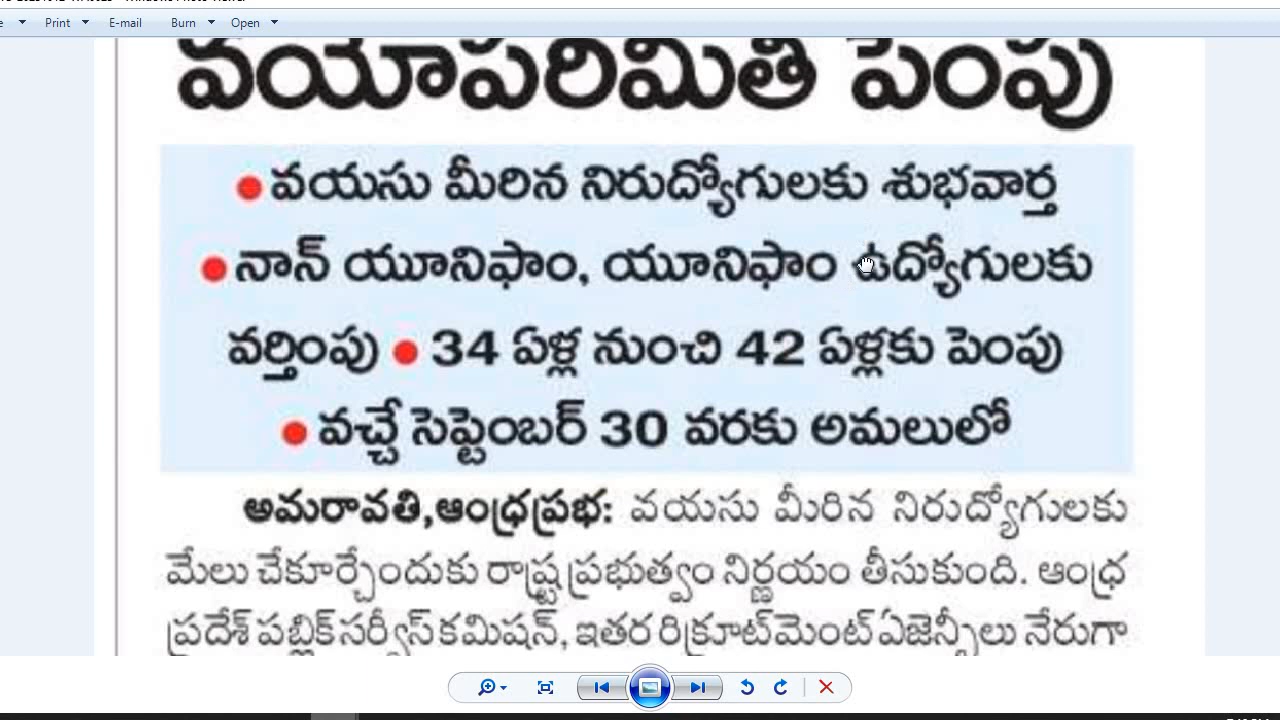 Print E-mail Burn Open
వయోపరిమితి పెంపు
● వయసు మీరిన నిరుద్యోగులకు శుభవార్త
● నాన్ యూనిఫాం, యూనిఫాం ఉద్యోగులకు
వర్తింపు ● 34 ఏళ్ల నుంచి 42 ఏళ్లకు పెంపు
● వచ్చే సెప్టెంబర్ 30 వరకు అమలులో
అమరావతి,ఆంధ్రప్రభ: వయసు మీరిన నిరుద్యోగులకు
మేలు చేకూర్చేందుకు రాష్ట్ర ప్రభుత్వం నిర్ణయం తీసుకుంది. ఆంధ్ర
ప్రదేశ్ పబ్లిక్ సర్వీస్ కమిషన్, ఇతర రిక్రూట్‌మెంట్ ఏజెన్సీలు నేరుగా